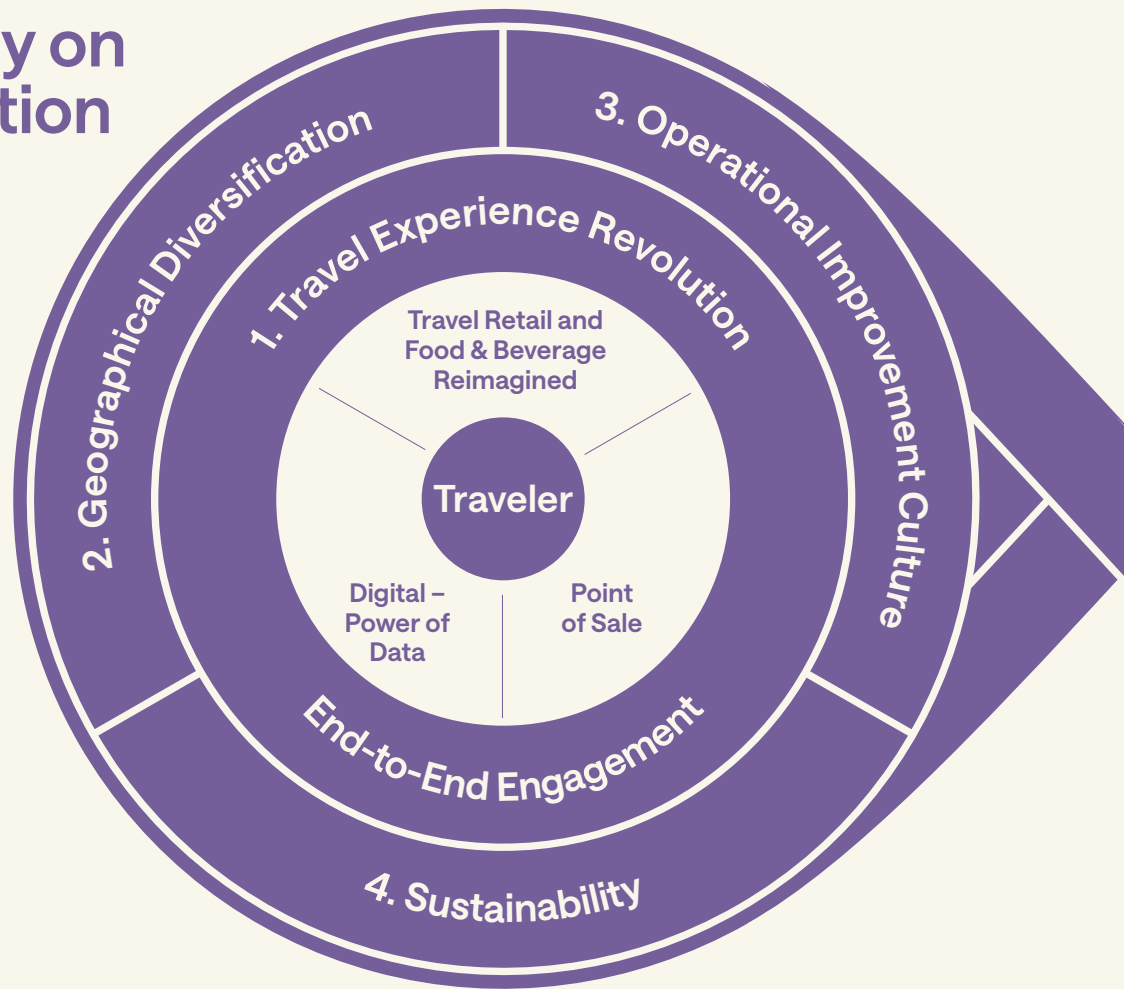 y on
tion
2. Geographical Diversification
3. Operational Improvement Culture
1. Travel Experience Revolution
Travel Retail and
Food & Beverage
Reimagined
Traveler
Digital –
Power of
Data
Point
of Sale
End-to-End Engagement
4. Sustainability